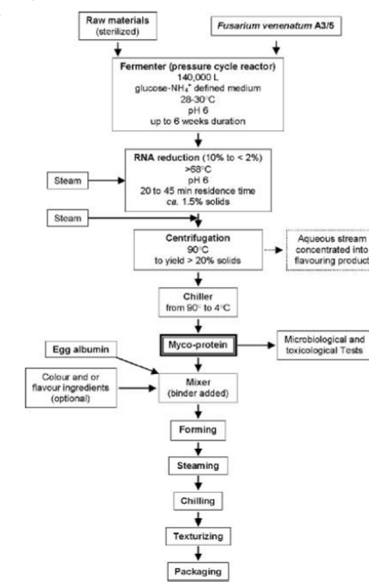 Raw materials
(sterilized)
Fusarium venenatum A3/5
Fermenter (pressure cycle reactor)
140,000 L
glucose-NH₄⁺ defined medium
28-30°C
pH 6
up to 6 weeks duration
RNA reduction (10% to < 2%)
>68°C
pH 6
20 to 45 min residence time
ca. 1.5% solids
Steam
Steam
Centrifugation
90°C
to yield > 20% solids
Aqueous stream
concentrated into
flavouring product
Chiller
from 90° to 4°C
Myco-protein
Microbiological and
toxicological Tests
Egg albumin
Colour and or
flavour ingredients
(optional)
Mixer
(binder added)
Forming
Steaming
Chilling
Texturizing
Packaging